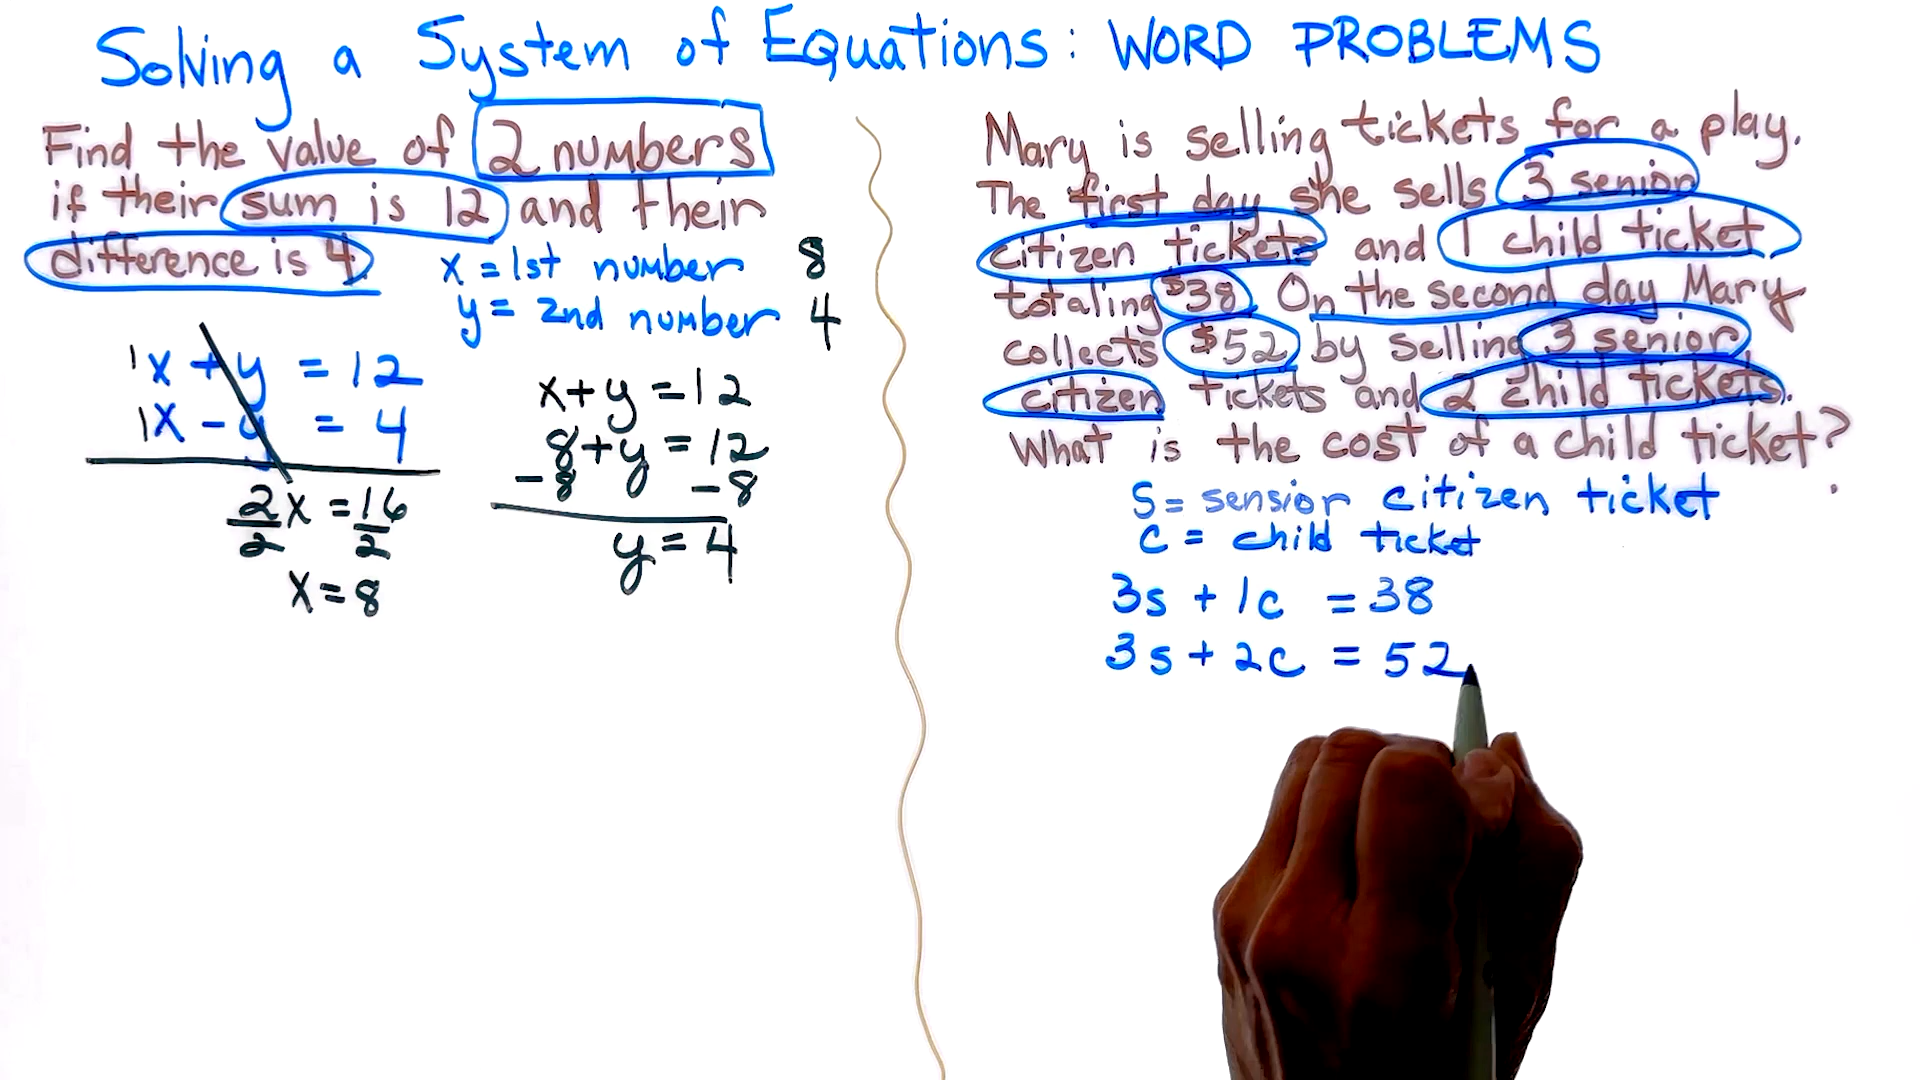 Solving a System of Equations: WORD PROBLEMS
Find the value of 2 numbers
if their sum is 12 and their
difference is 4.
x = 1st number 8
y = 2nd number 4
1x + y = 12
1x - y = 4
2x = 16
2 2
x = 8
x + y = 12
8 + y = 12
-8 -8
y = 4
Mary is selling tickets for a play.
The first day she sells 3 senior
citizen tickets and 1 child ticket
totaling $38. On the second day Mary
collects $52 by selling 3 senior
citizen tickets and 2 child tickets.
What is the cost of a child ticket?
S = sensior citizen ticket
C = child ticket
3s + 1c = 38
3s + 2c = 52